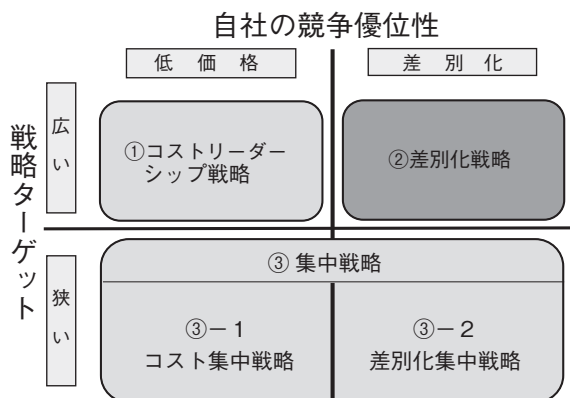 自社の競争優位性
低価格
差別化
戦略ターゲット
広い
①コストリーダー
シップ戦略
②差別化戦略
狭い
③ 集中戦略
③－１
コスト集中戦略
③－２
差別化集中戦略